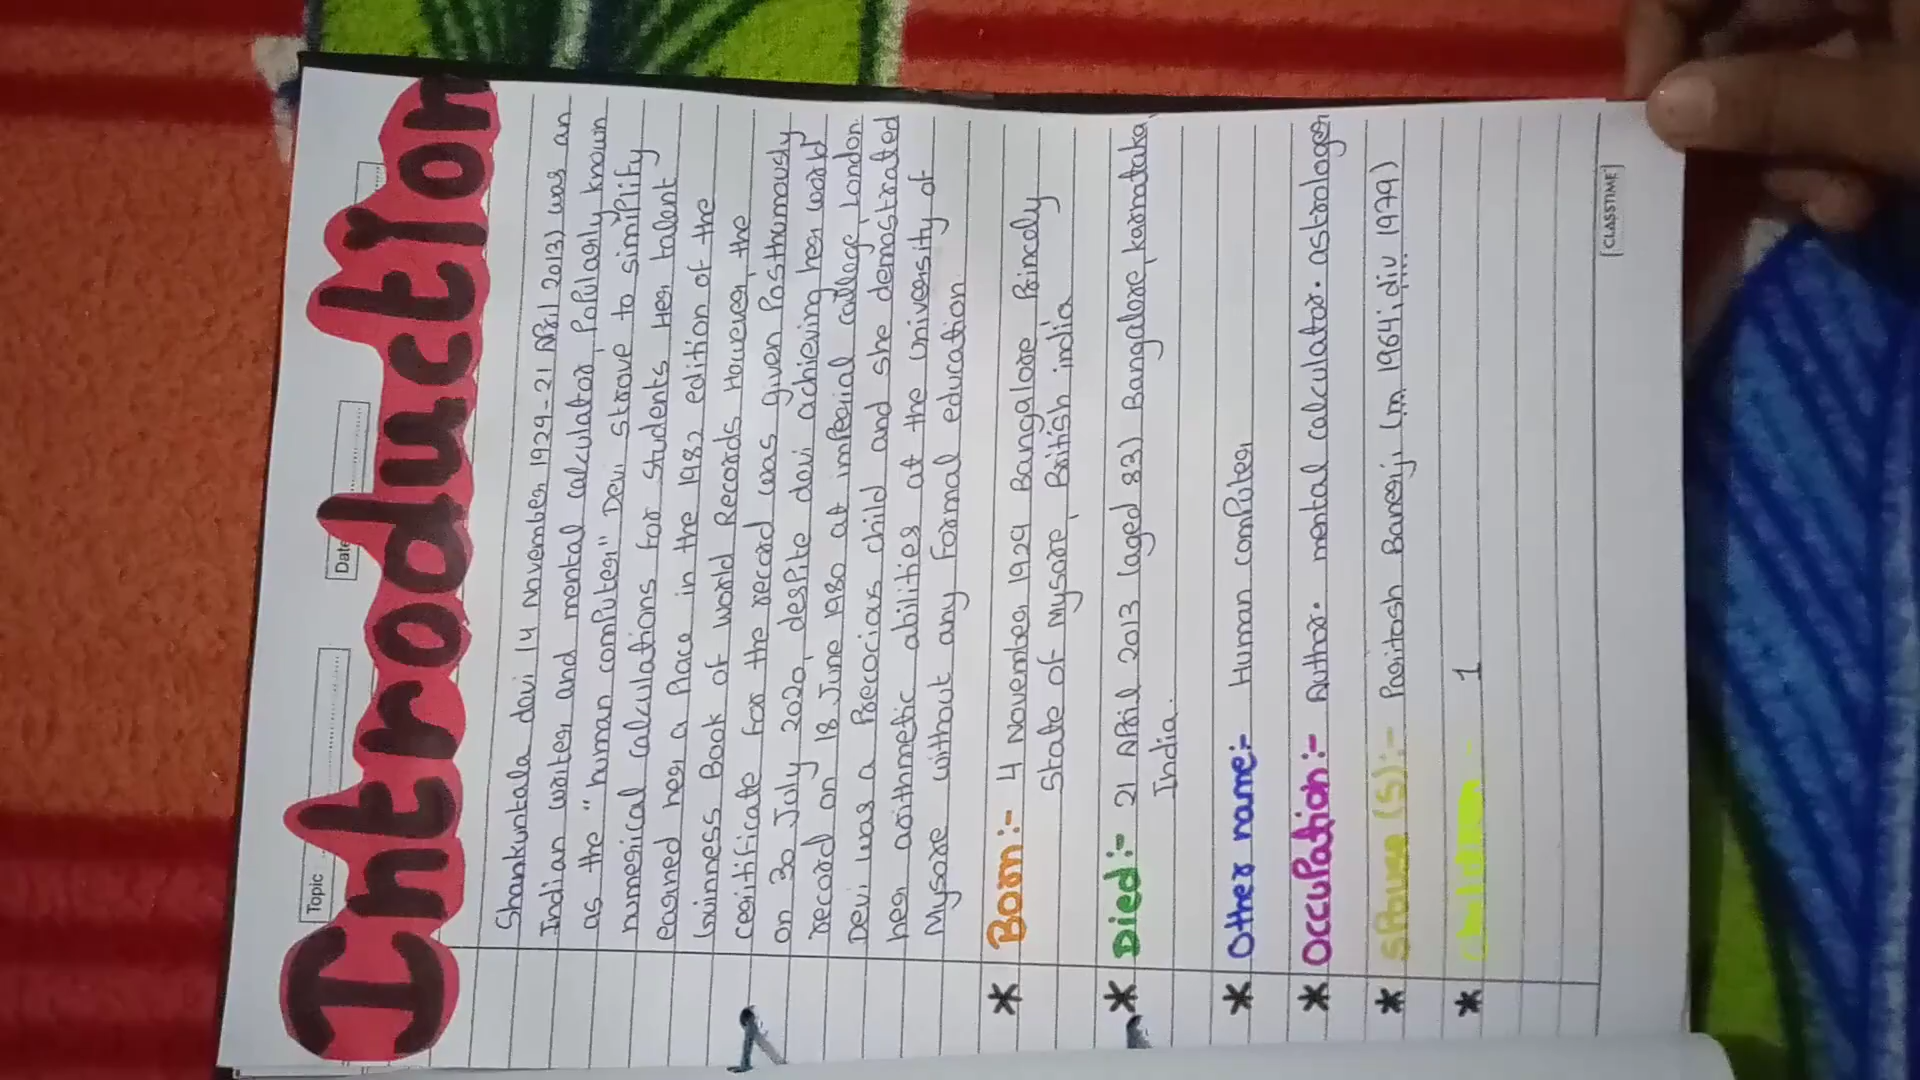 Topic
Date
Introduction
Shankuntala davi 14 November 1929-21 April 2013) was an
Indian writer and mental calculator, Popularly known
as the "human computer" Devi strove to simplify
numerical calculations for students Her talent
earned her a Place in the 1982 edition of the
Guinness Book of world Records However, the
certificate for the record was given Posthumously
on 30 July 2020, despite davi achieving her world
record on 18 June 1980 at imperial college, London.
Devi was a Precocias child and she demostrated
her arithmetic abilities at the University of
Mysore without any formal education
* Born:- 4 November 1929 Bangalore Princely
State of Mysore, British india
* Died:- 21 April 2013 (aged 83) Bangalore, karnataka,
India.
* Other name:- Human computer
* Occupation:- Author. mental calculator. astrologer
* Spouse (s):- Paritosh Banerji, (m 1964; div 1979)
* Children - 1
CLASSTIME